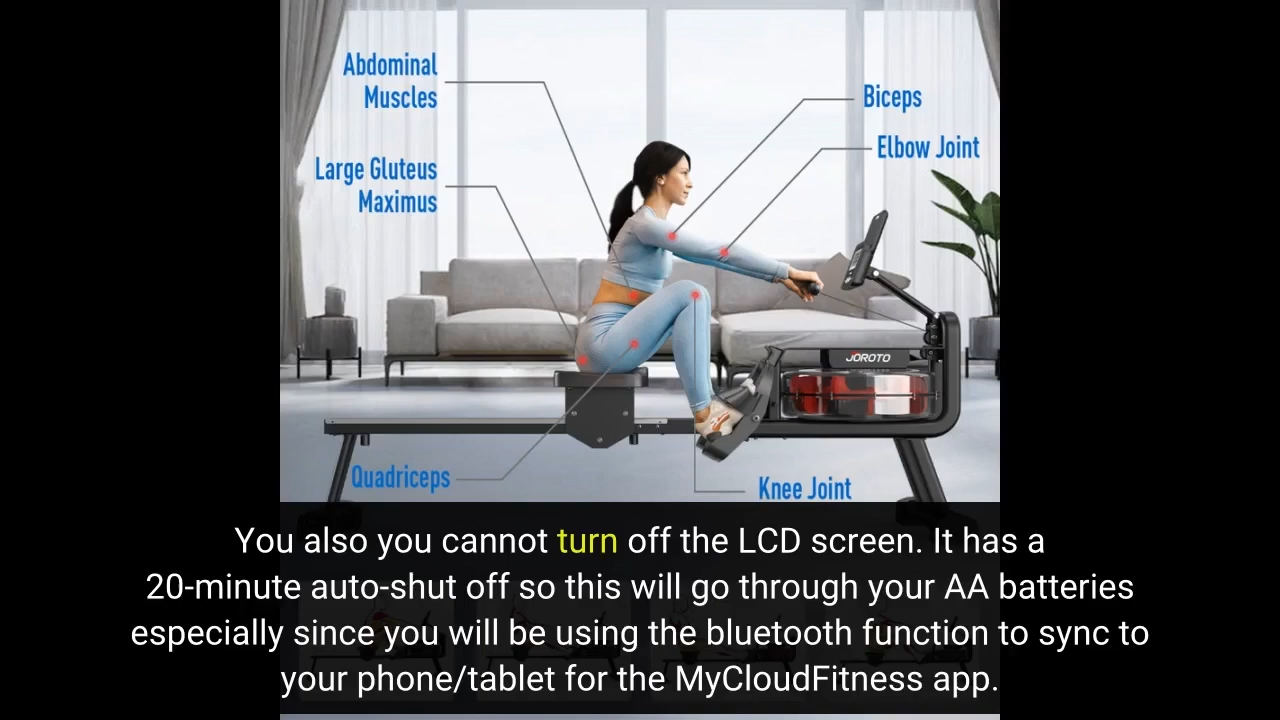 Abdominal
Muscles
Biceps
Elbow Joint
Large Gluteus
Maximus
JOROTO
Quadriceps
Knee Joint
You also you cannot turn off the LCD screen. It has a
20-minute auto-shut off so this will go through your AA batteries
especially since you will be using the bluetooth function to sync to
your phone/tablet for the MyCloudFitness app.